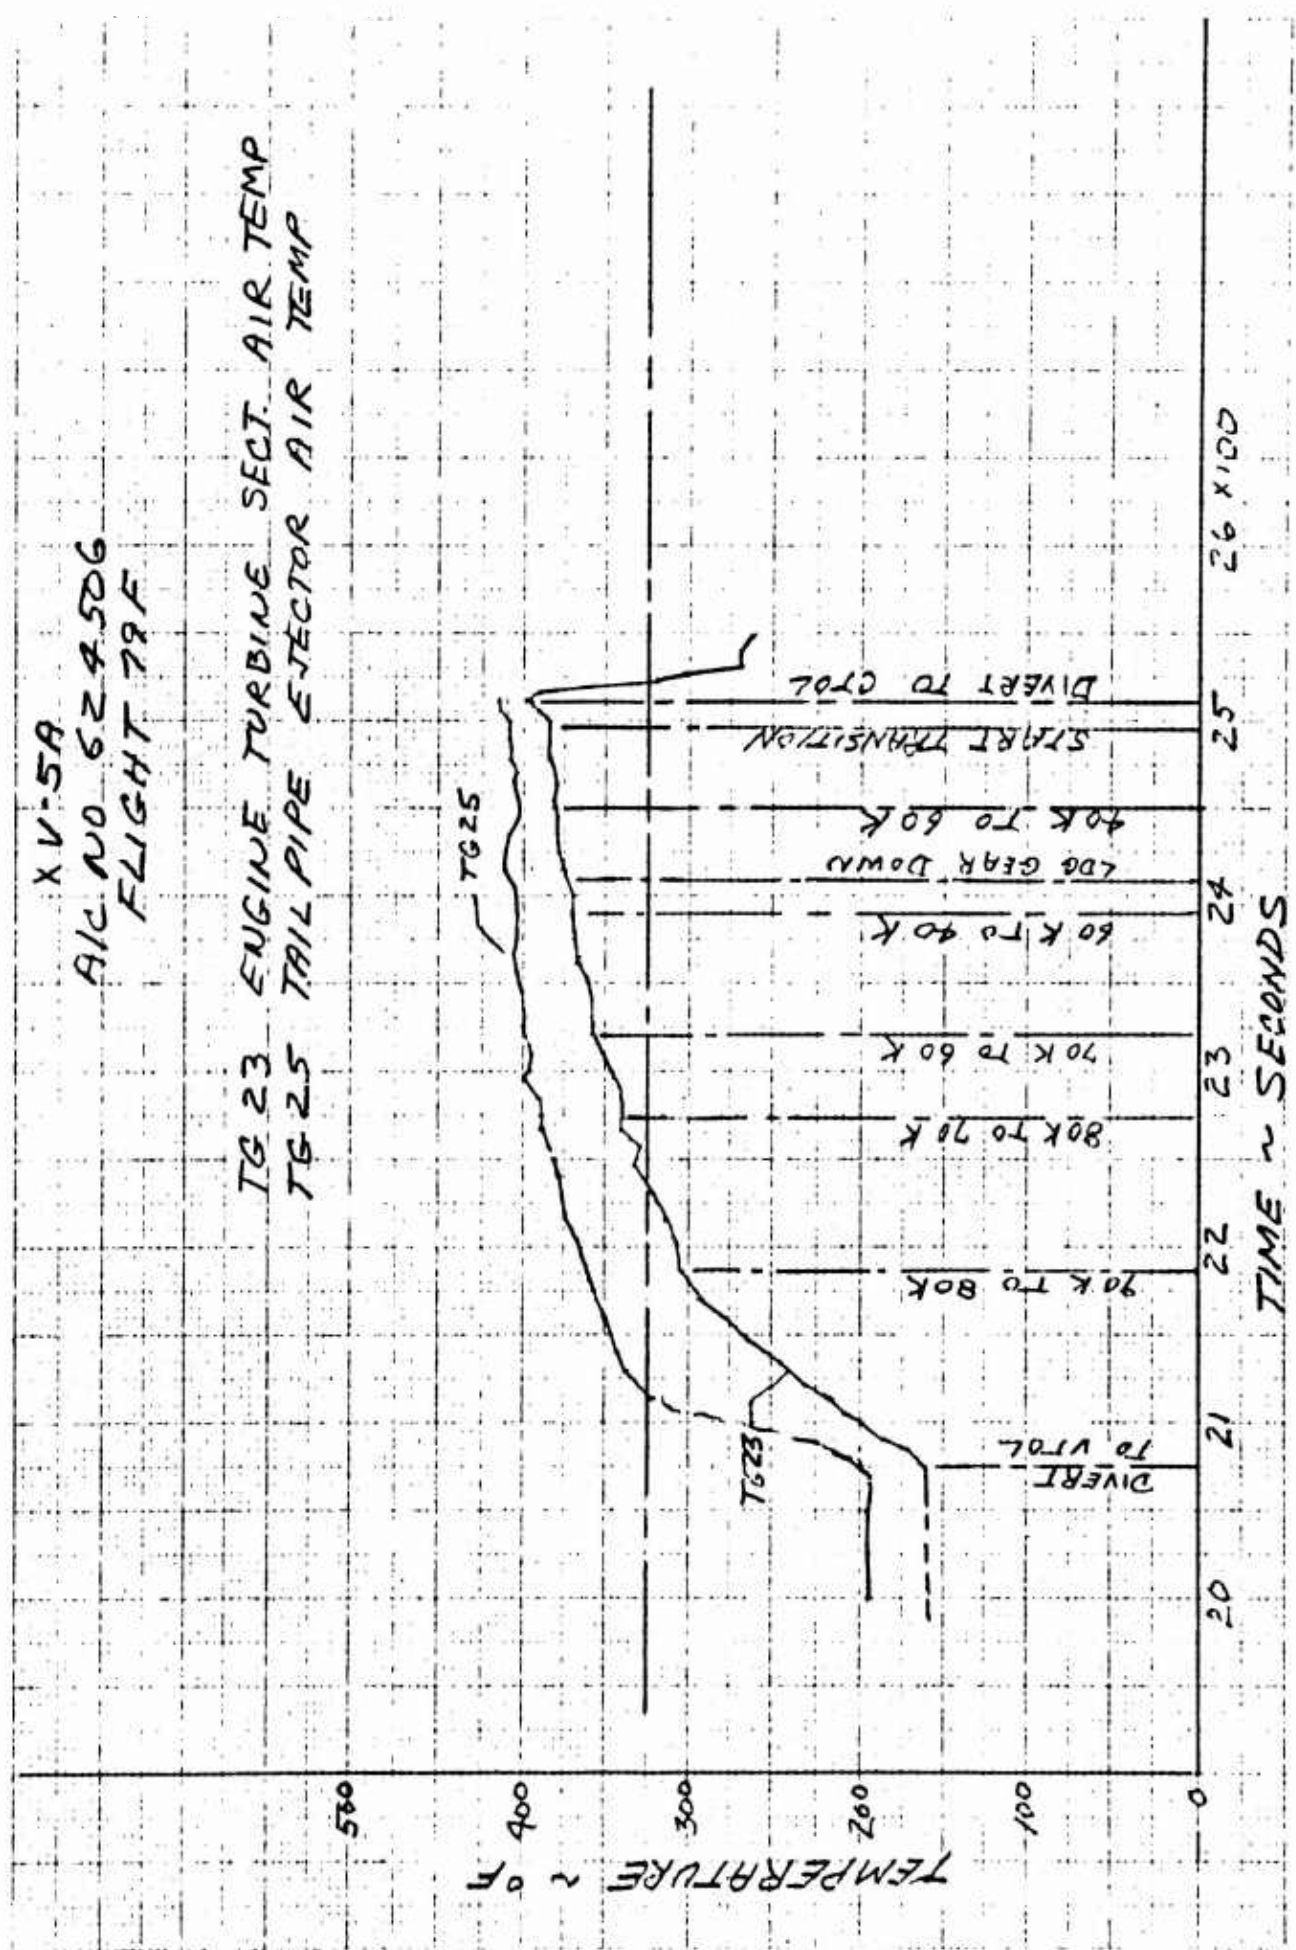 XV-5A
A/C NO 624506
FLIGHT 79F
TG 23 ENGINE TURBINE SECT. AIR TEMP
TG 25 TAIL PIPE EJECTOR AIR TEMP
TG25
TG23
TEMPERATURE ~ °F
500
400
300
200
100
0
DIVERT
TO VTOL
90K TO 80K
80K TO 70K
70K TO 60K
60K TO 40K
LDG GEAR DOWN
40K TO 60K
START TRANSITION
DIVERT TO CTOL
20
21
22
23
24
25
26 X100
TIME ~ SECONDS